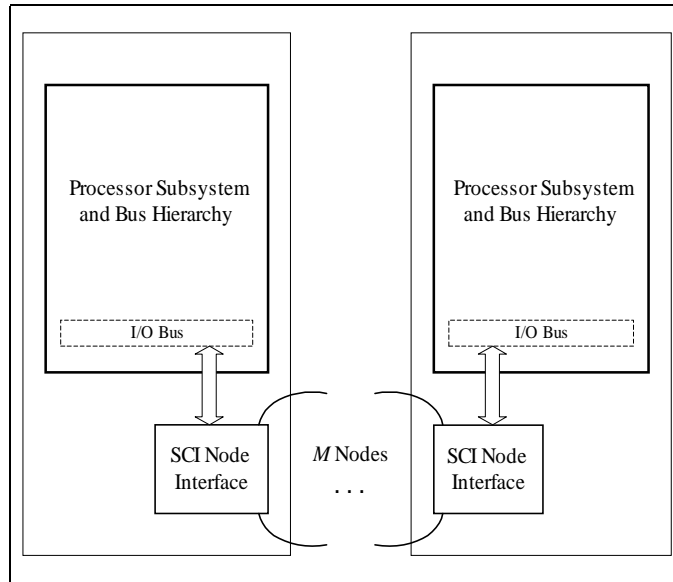 Processor Subsystem
and Bus Hierarchy
I/O Bus
Processor Subsystem
and Bus Hierarchy
I/O Bus
SCI Node
Interface
M Nodes
. . .
SCI Node
Interface